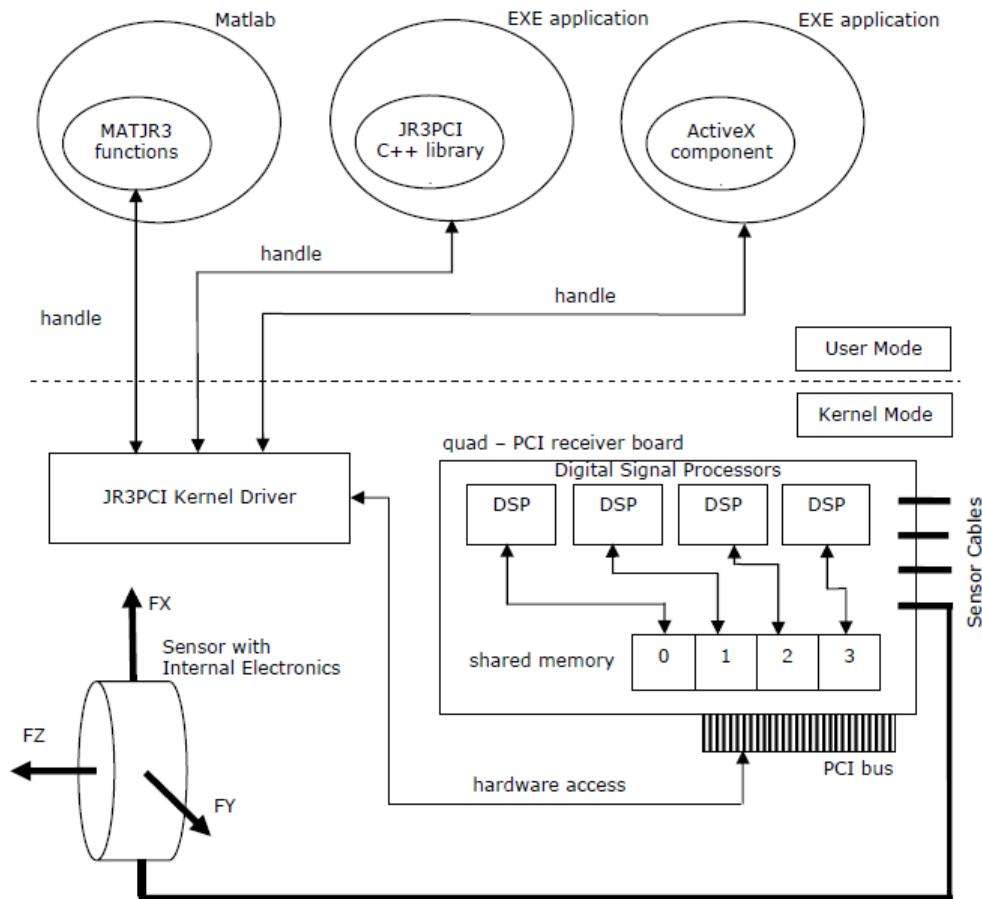 Matlab
EXE application
EXE application
MATJR3
functions
JR3PCI
C++ library
ActiveX
component
handle
handle
handle
User Mode
Kernel Mode
quad – PCI receiver board
Digital Signal Processors
DSP
DSP
DSP
DSP
JR3PCI Kernel Driver
Sensor Cables
shared memory
0
1
2
3
FX
Sensor with
Internal Electronics
FZ
FY
PCI bus
hardware access